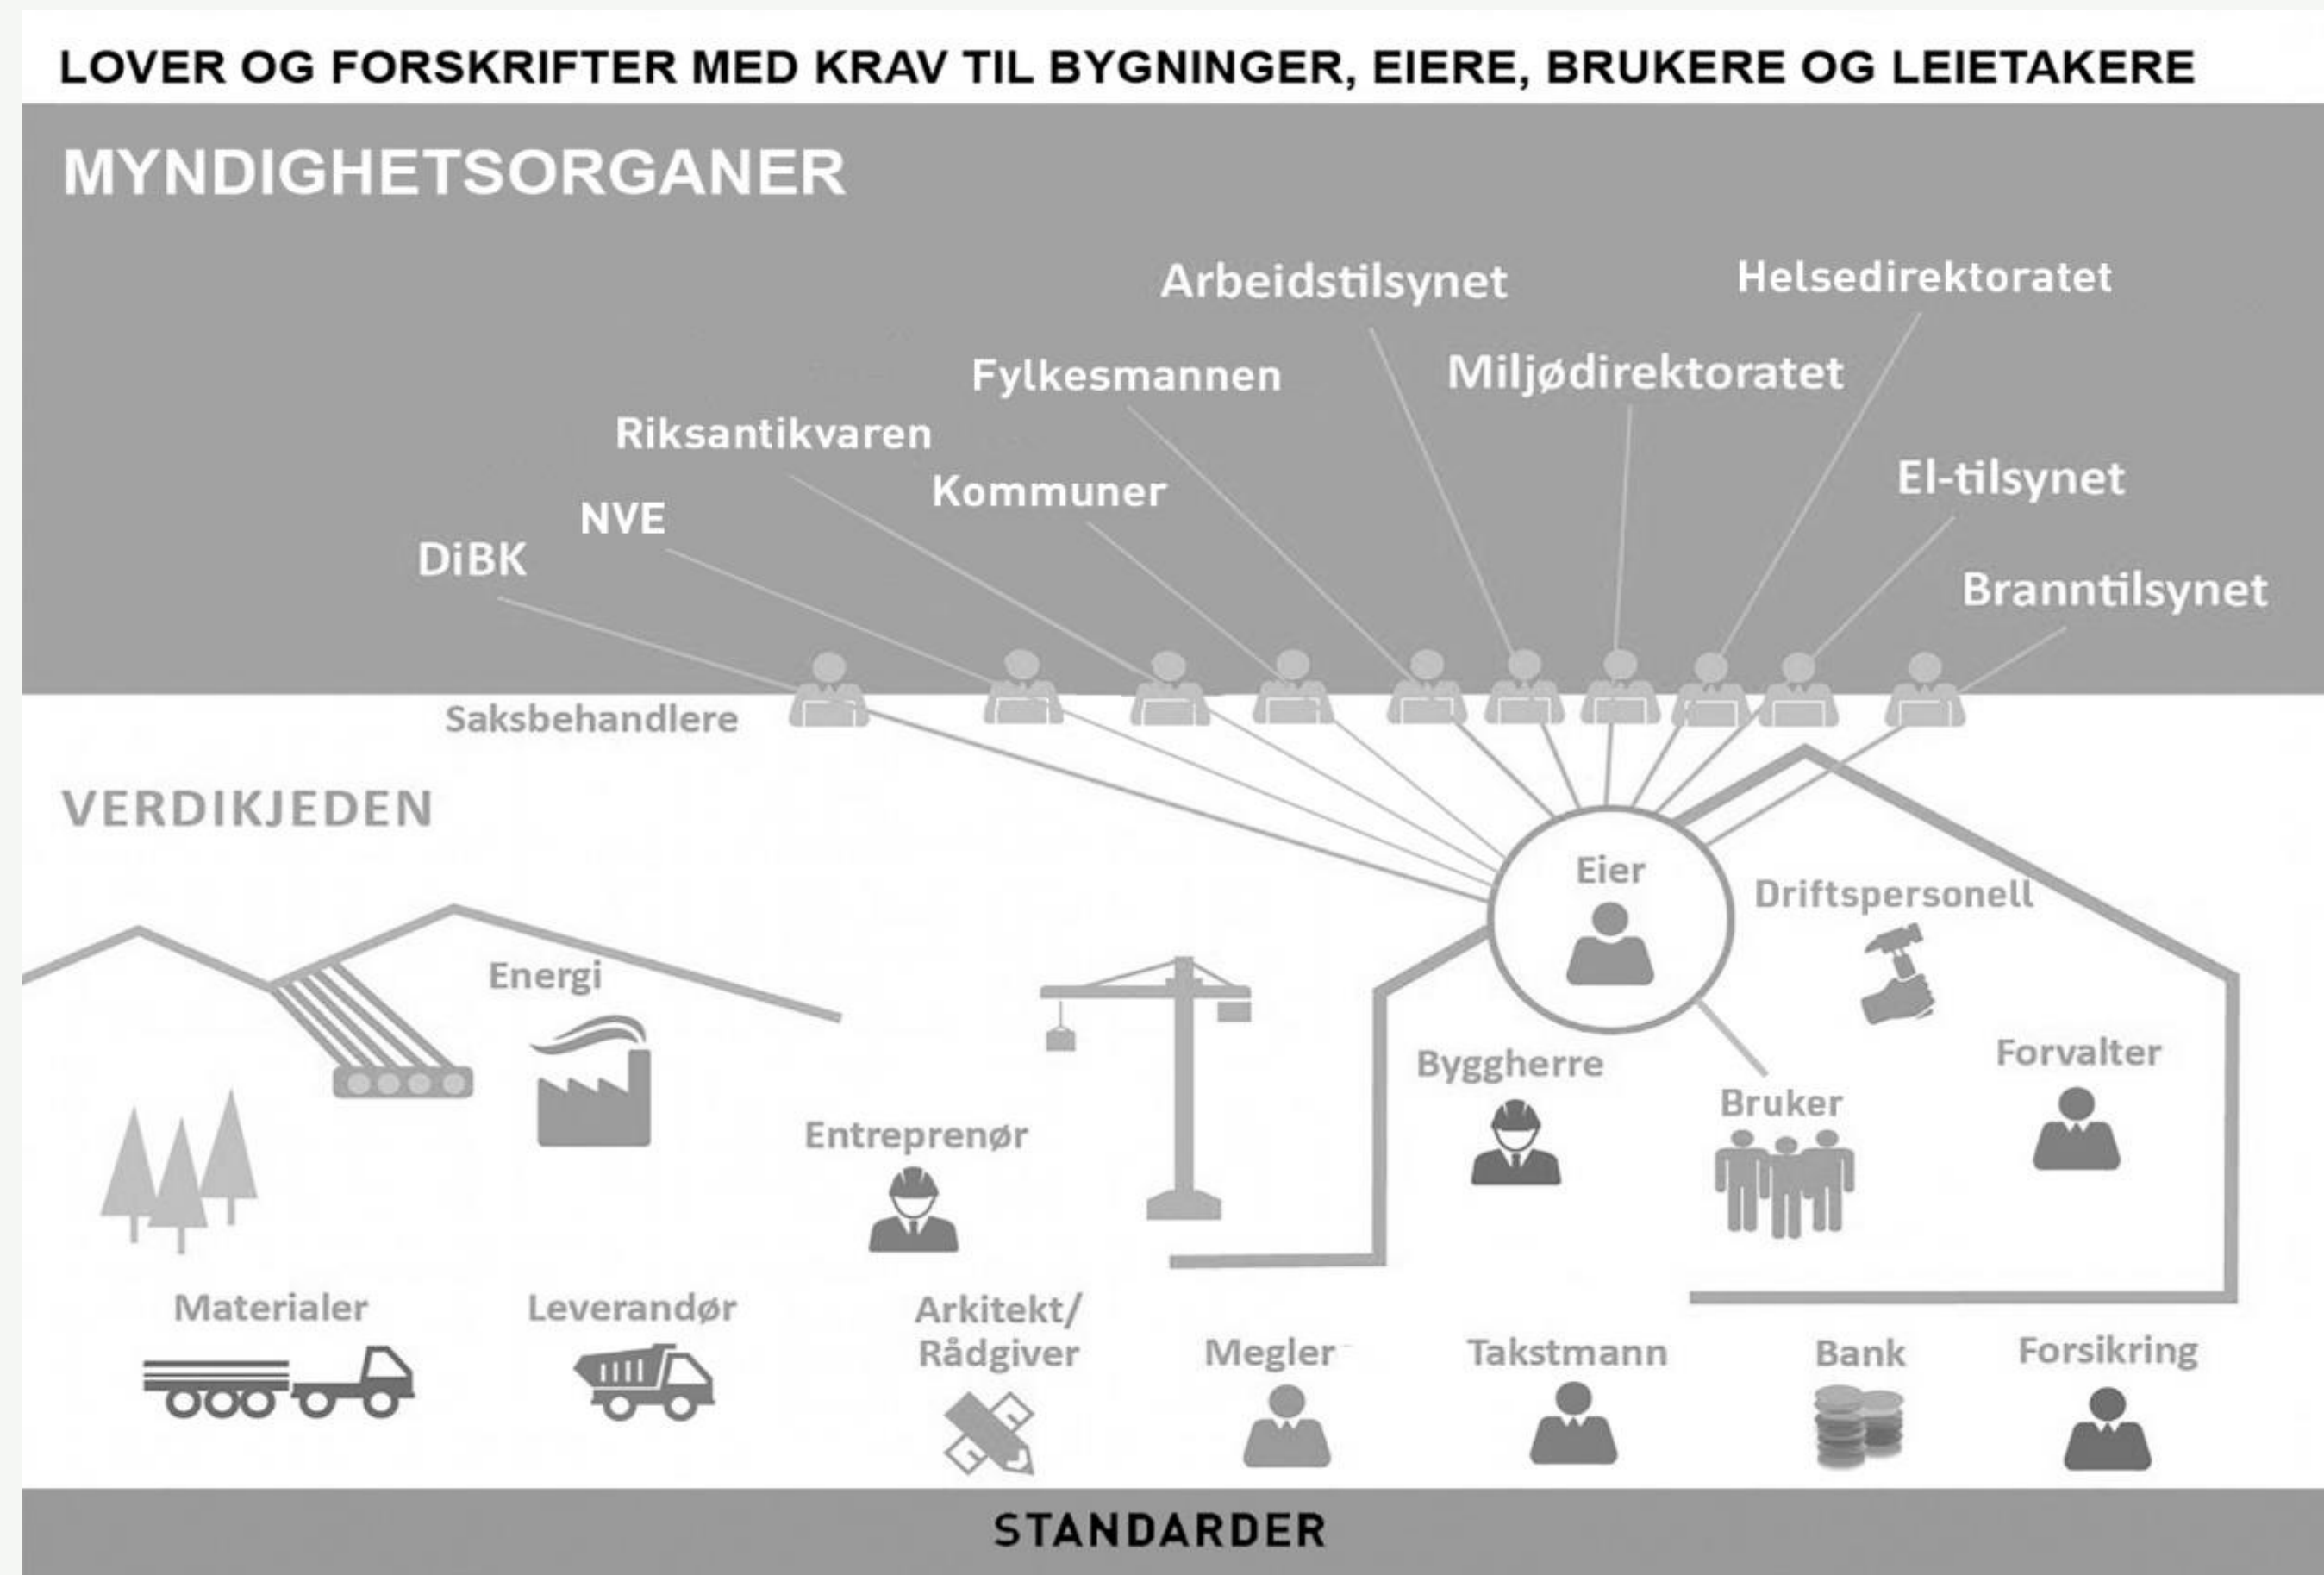 LOVER OG FORSKRIFTER MED KRAV TIL BYGNINGER, EIERE, BRUKERE OG LEIETAKERE
MYNDIGHETSORGANER
Arbeidstilsynet
Helsedirektoratet
Fylkesmannen
Miljødirektoratet
Riksantikvaren
Kommuner
El-tilsynet
NVE
DiBK
Branntilsynet
Saksbehandlere
VERDIKJEDEN
Eier
Driftspersonell
Energi
Byggherre
Forvalter
Bruker
Entreprenør
Materialer
Leverandør
Arkitekt/
Rådgiver
Megler
Takstmann
Bank
Forsikring
STANDARDER